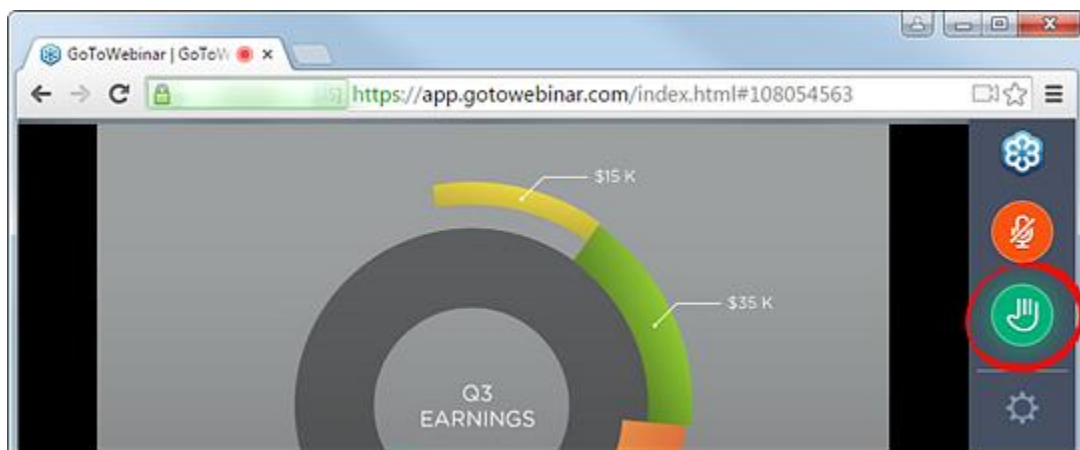 GoToWebinar | GoToW
https://app.gotowebinar.com/index.html#108054563
$15 K
$35 K
Q3
EARNINGS